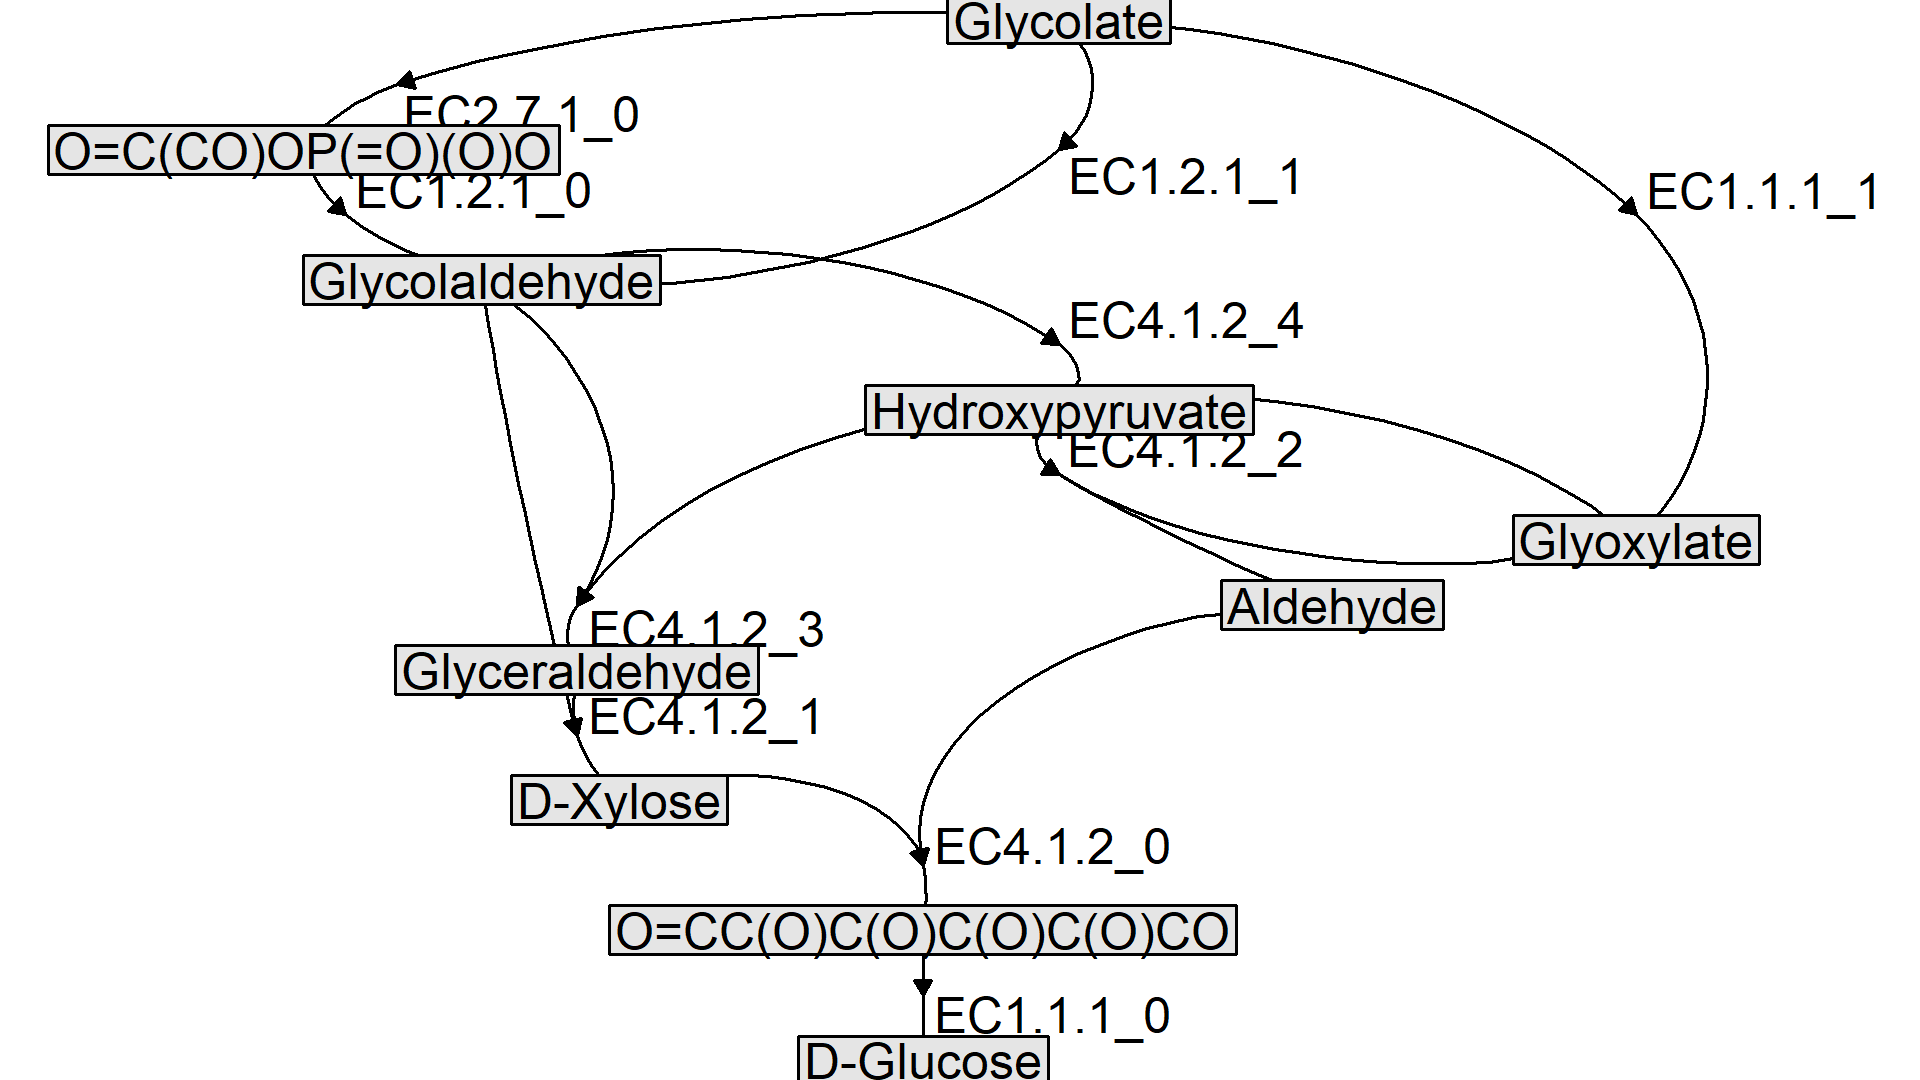 Glycolate
EC2.7.1_0
O=C(CO)OP(=O)(O)O
EC1.2.1_1
EC1.1.1_1
EC1.2.1_0
Glycolaldehyde
EC4.1.2_4
Hydroxypyruvate
EC4.1.2_2
Glyoxylate
Aldehyde
EC4.1.2_3
Glyceraldehyde
EC4.1.2_1
D-Xylose
EC4.1.2_0
O=CC(O)C(O)C(O)C(O)CO
EC1.1.1_0
D-Glucose